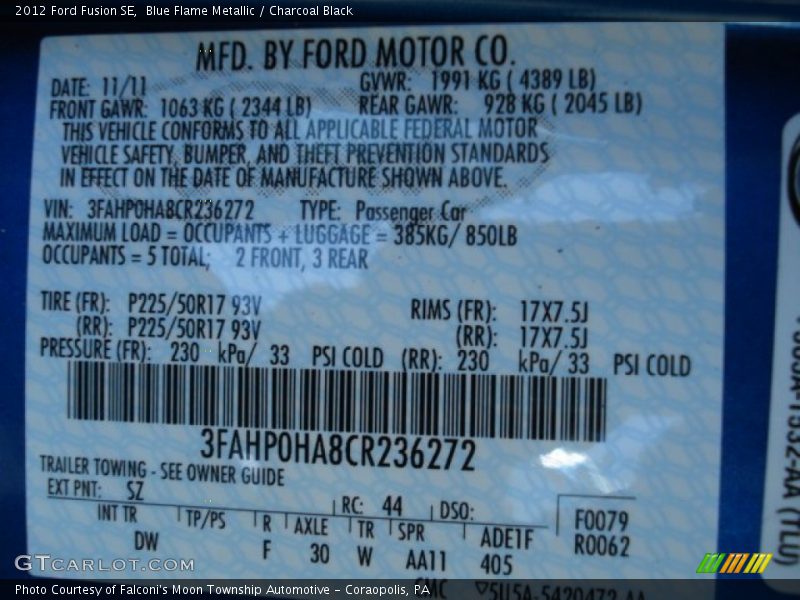 2012 Ford Fusion SE,  Blue Flame Metallic / Charcoal Black
MFD. BY FORD MOTOR CO.
DATE: 11/11 GVWR: 1991 KG ( 4389 LB)
FRONT GAWR: 1063 KG ( 2344 LB) REAR GAWR: 928 KG ( 2045 LB)
THIS VEHICLE CONFORMS TO ALL APPLICABLE FEDERAL MOTOR
VEHICLE SAFETY, BUMPER, AND THEFT PREVENTION STANDARDS
IN EFFECT ON THE DATE OF MANUFACTURE SHOWN ABOVE.
VIN: 3FAHP0HA8CR236272 TYPE: Passenger Car
MAXIMUM LOAD = OCCUPANTS + LUGGAGE = 385KG/ 850LB
OCCUPANTS = 5 TOTAL; 2 FRONT, 3 REAR
TIRE (FR): P225/50R17 93V RIMS (FR): 17X7.5J
(RR): P225/50R17 93V (RR): 17X7.5J
PRESSURE (FR): 230 kPa/ 33 PSI COLD (RR): 230 kPa/ 33 PSI COLD
3FAHP0HA8CR236272
TRAILER TOWING - SEE OWNER GUIDE
EXT PNT: SZ RC: 44 DSO:
INT TR TP/PS R AXLE TR SPR ADE1F F0079
DW F 30 W AA11 405 R0062
GTCARLOT.COM
Photo Courtesy of Falconi's Moon Township Automotive – Coraopolis, PA